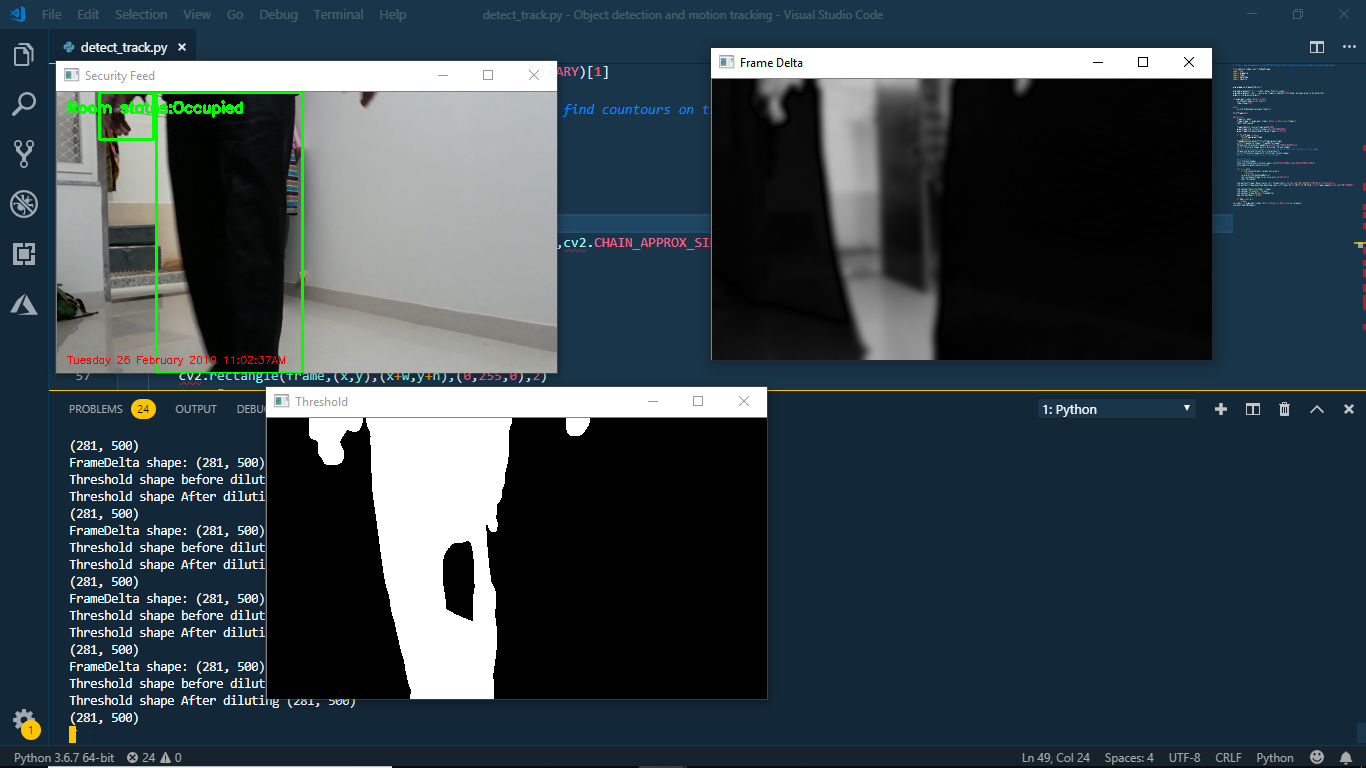 File Edit Selection View Go Debug Terminal Help
detect_track.py - Object detection and motion tracking - Visual Studio Code
detect_track.py
Security Feed
Frame Delta
ARY)[1]
Room status:Occupied
find countours on t
,cv2.CHAIN_APPROX_SI
Tuesday 26 February 2019 11:02:37AM
57 cv2.rectangle(frame,(x,y),(x+w,y+h),(0,255,0),2)
Threshold
PROBLEMS 24 OUTPUT DEBU
1: Python
(281, 500)
FrameDelta shape: (281, 500)
Threshold shape before dilut
Threshold shape After diluti
(281, 500)
FrameDelta shape: (281, 500)
Threshold shape before dilut
Threshold shape After diluti
(281, 500)
FrameDelta shape: (281, 500)
Threshold shape before dilut
Threshold shape After diluti
(281, 500)
FrameDelta shape: (281, 500)
Threshold shape before dilut
Threshold shape After diluting (281, 500)
(281, 500)
1
Python 3.6.7 64-bit 24 0
Ln 49, Col 24 Spaces: 4 UTF-8 CRLF Python